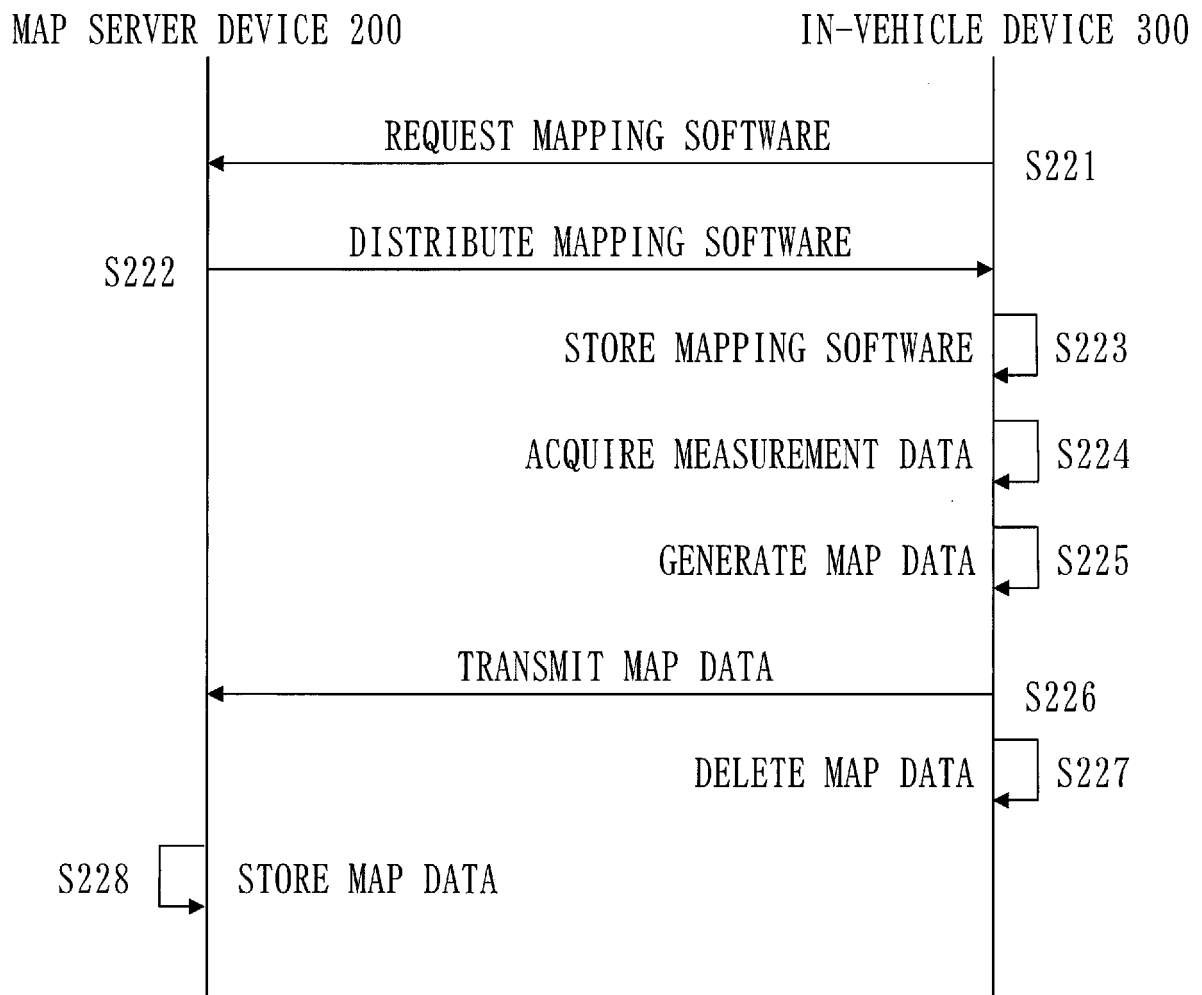 MAP SERVER DEVICE 200
IN-VEHICLE DEVICE 300
REQUEST MAPPING SOFTWARE
S221
DISTRIBUTE MAPPING SOFTWARE
S222
STORE MAPPING SOFTWARE
S223
ACQUIRE MEASUREMENT DATA
S224
GENERATE MAP DATA
S225
TRANSMIT MAP DATA
S226
DELETE MAP DATA
S227
S228
STORE MAP DATA